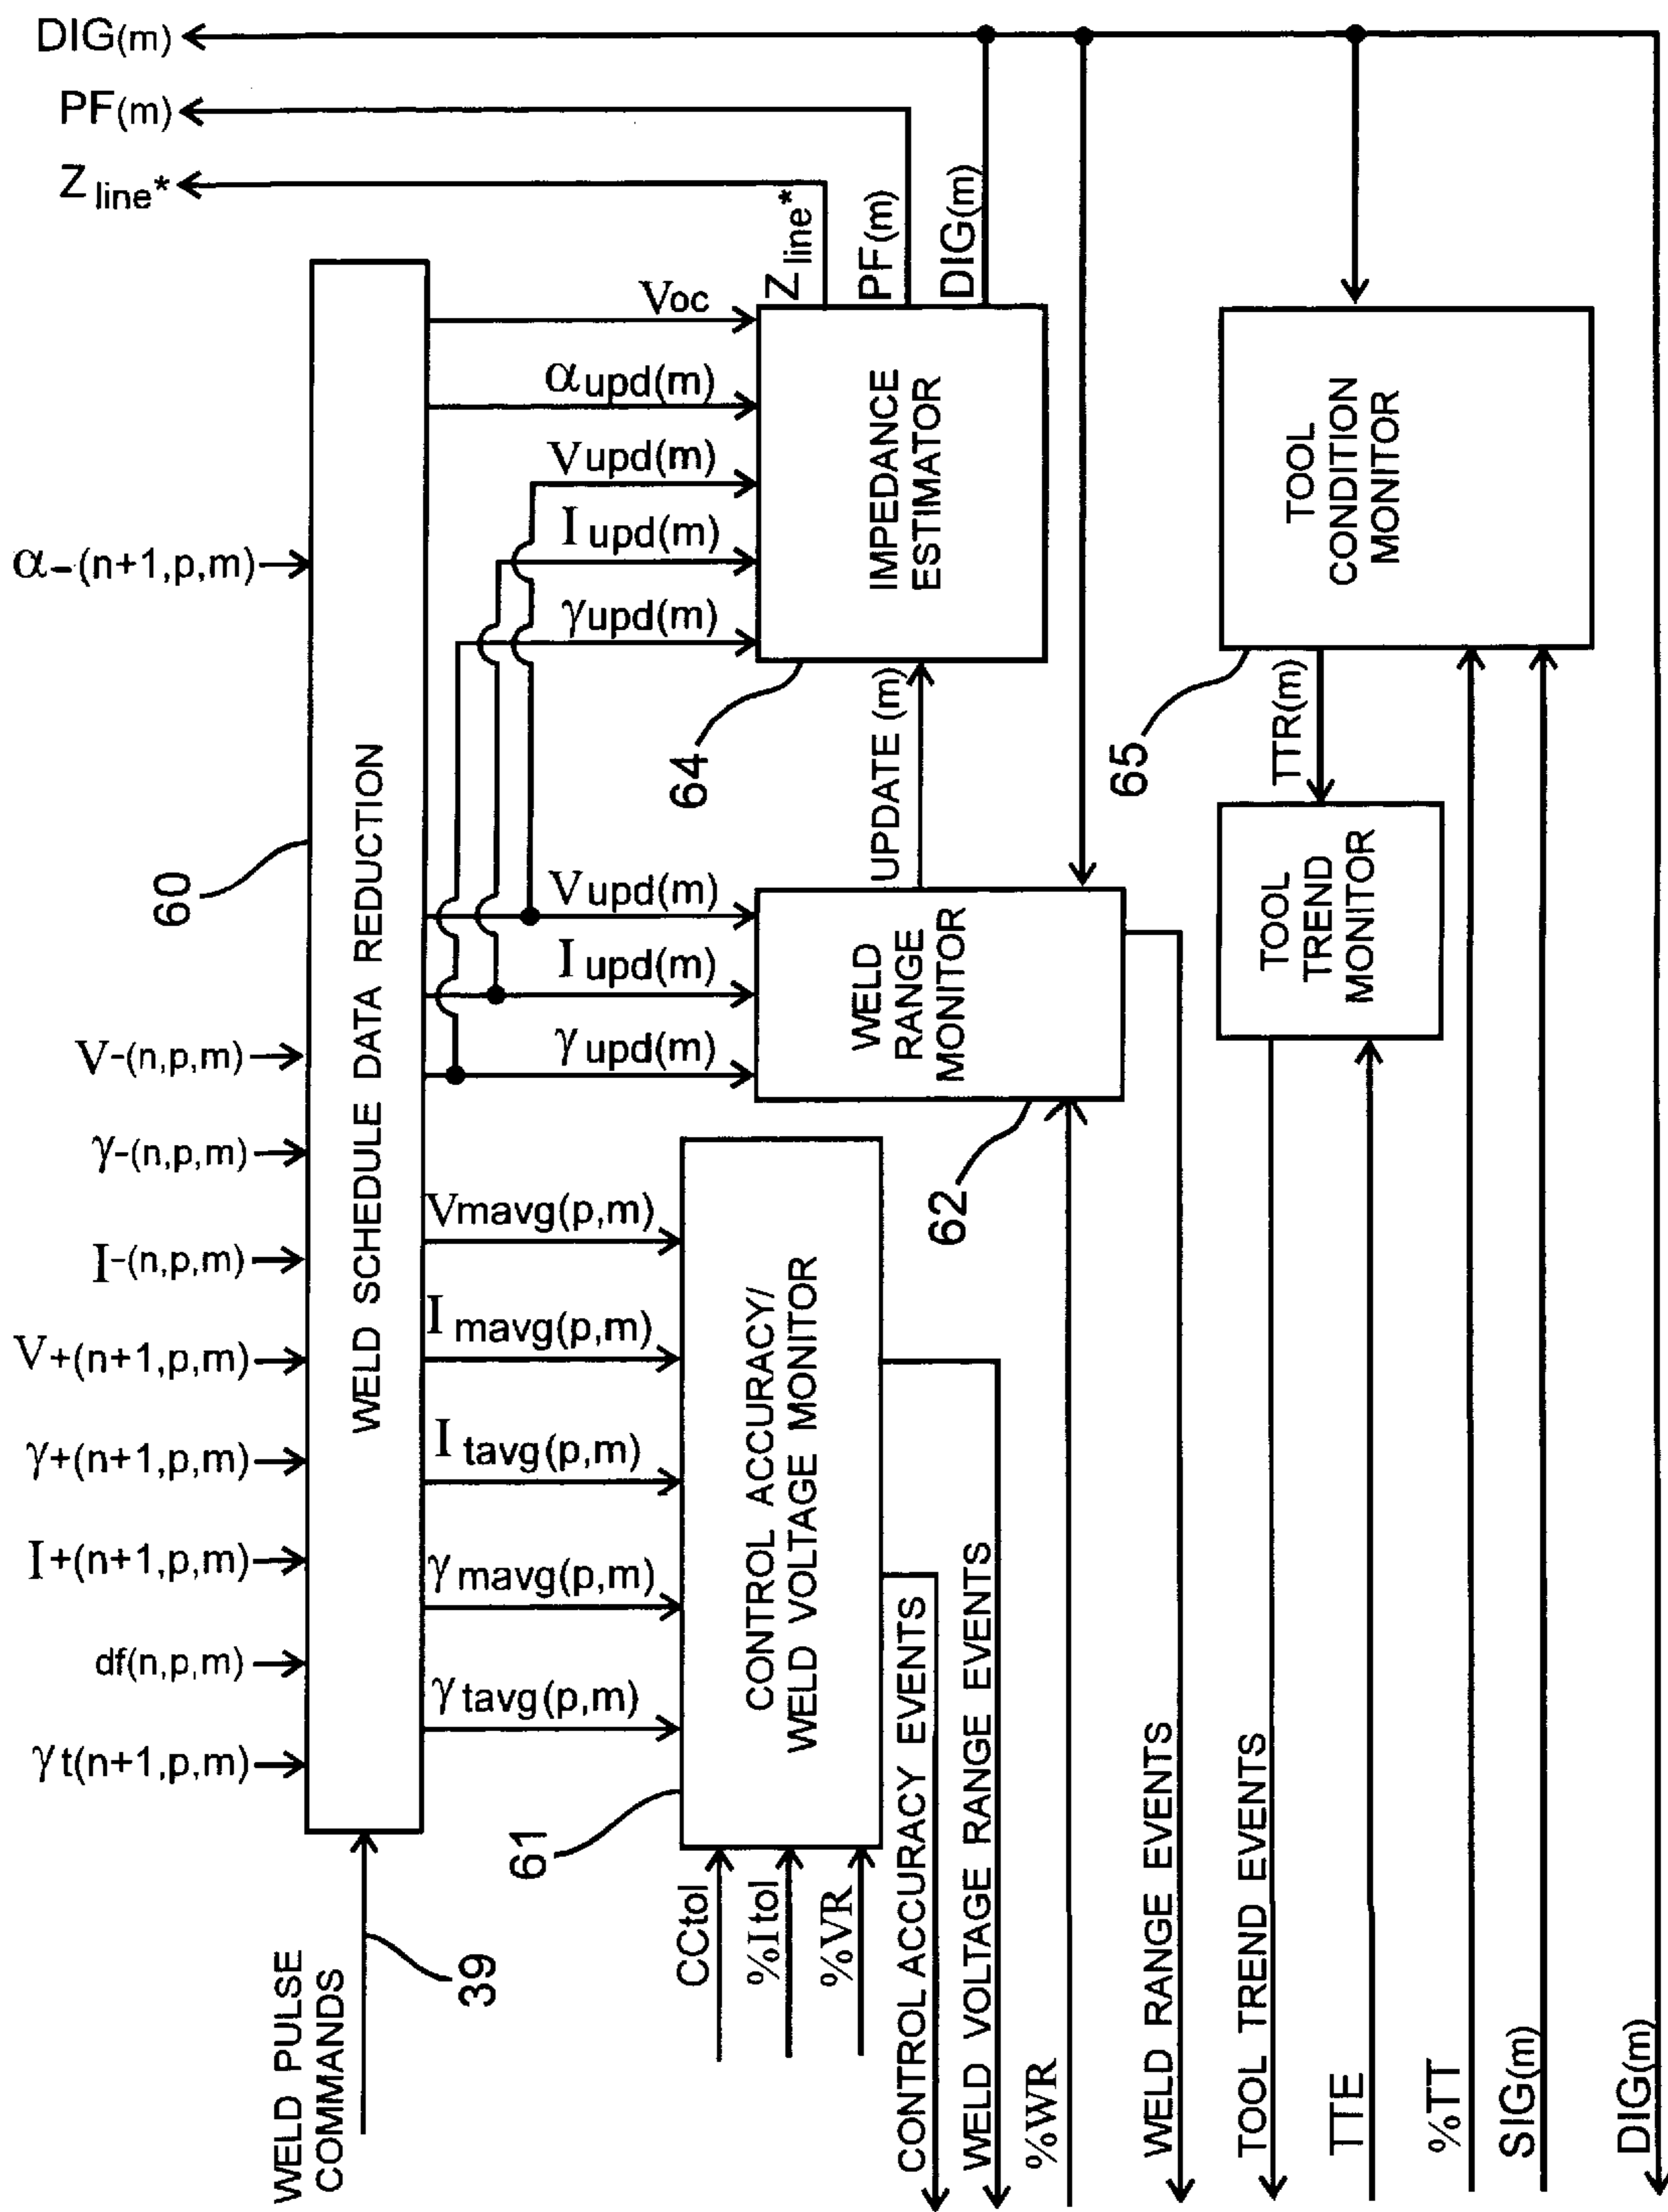 DIG(m)
PF(m)
Z line*
α-(n+1,p,m)
V-(n,p,m)
γ-(n,p,m)
I-(n,p,m)
V+(n+1,p,m)
γ+(n+1,p,m)
I+(n+1,p,m)
df(n,p,m)
γt(n+1,p,m)
WELD PULSE
COMMANDS
39
60
WELD SCHEDULE DATA REDUCTION
Voc
αupd(m)
Vupd(m)
I upd(m)
γupd(m)
Z line*
PF(m)
DIG(m)
IMPEDANCE
ESTIMATOR
64
UPDATE (m)
Vupd(m)
I upd(m)
γupd(m)
WELD
RANGE
MONITOR
62
Vmavg(p,m)
I mavg(p,m)
I tavg(p,m)
γmavg(p,m)
γtavg(p,m)
CONTROL ACCURACY/
WELD VOLTAGE MONITOR
61
CCtol
%Itol
%VR
TOOL
CONDITION
MONITOR
65
TTR(m)
TOOL
TREND
MONITOR
CONTROL ACCURACY EVENTS
WELD VOLTAGE RANGE EVENTS
%WR
WELD RANGE EVENTS
TOOL TREND EVENTS
TTE
%TT
SIG(m)
DIG(m)